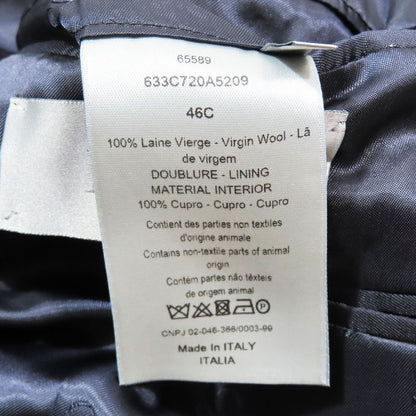 65589
633C720A5209
46C
100% Laine Vierge - Virgin Wool - Lã
de virgem
DOUBLURE - LINING
MATERIAL INTERIOR
100% Cupro - Cupro - Cupro
Contient des parties non textiles
d'origine animale
Contains non-textile parts of animal
origin
Contém partes não têxteis
de origem animal
CNPJ 02-046-366/0003-99
Made In ITALY
ITALIA